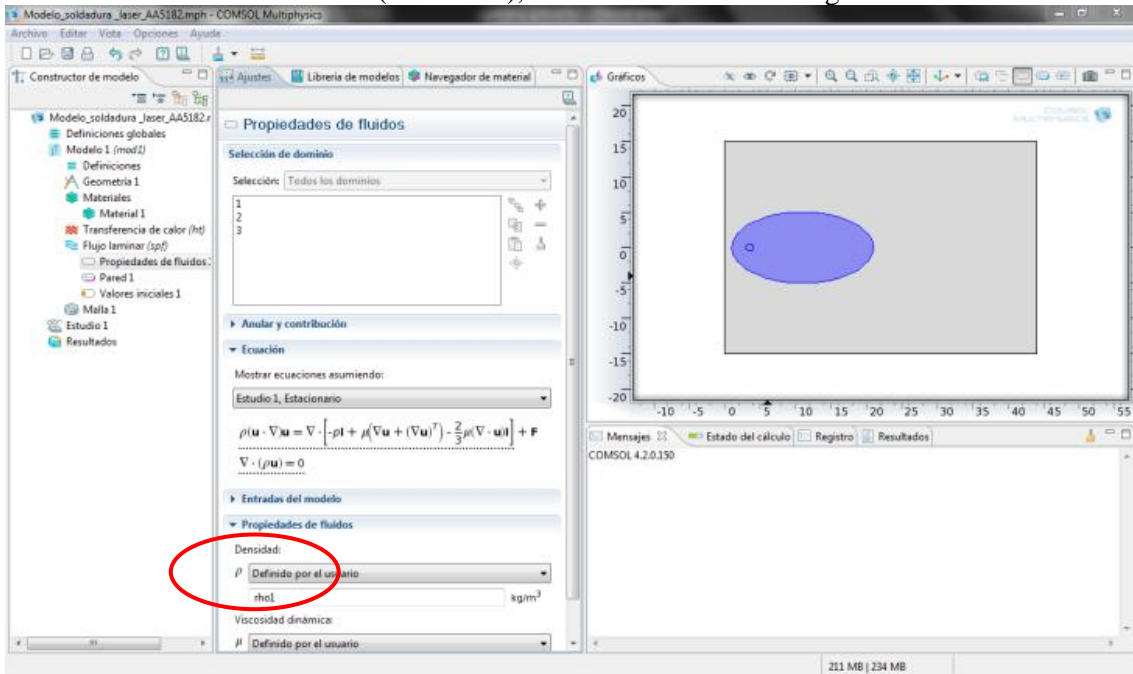 Modelo_soldadura _laser_AA5182.mph - COMSOL Multiphysics
Archivo Editar Vista Opciones Ayuda
Constructor de modelo
Modelo_soldadura _laser_AA5182.r
Definiciones globales
Modelo 1 (mod1)
Definiciones
Geometría 1
Materiales
Material 1
Transferencia de calor (ht)
Flujo laminar (spf)
Propiedades de fluidos
Pared 1
Valores iniciales 1
Malla 1
Estudio 1
Resultados
Ajustes Librería de modelos Navegador de material
Propiedades de fluidos
Selección de dominio
Selección: Todos los dominios
1
2
3
Anular y contribución
Ecuación
Mostrar ecuaciones asumiendo:
Estudio 1, Estacionario
ρ(u · ∇)u = ∇ · [-pI + μ(∇u + (∇u)ᵀ) - 2/3 μ(∇ · u)I] + F
∇ · (ρu) = 0
Entradas del modelo
Propiedades de fluidos
Densidad:
ρ Definido por el usuario
rho1 kg/m³
Viscosidad dinámica:
μ Definido por el usuario
Gráficos
COMSOL
MULTIPHYSICS
20
15
10
5
0
-5
-10
-15
-20
-10 -5 0 5 10 15 20 25 30 35 40 45 50 55
Mensajes Estado del cálculo Registro Resultados
COMSOL 4.2.0.150
211 MB | 234 MB